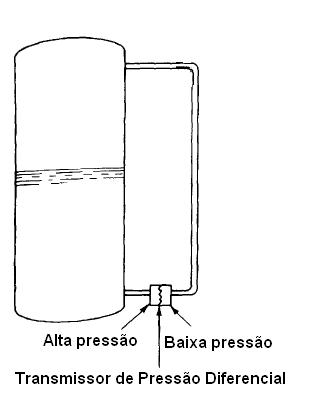 Alta pressão
Baixa pressão
Transmissor de Pressão Diferencial